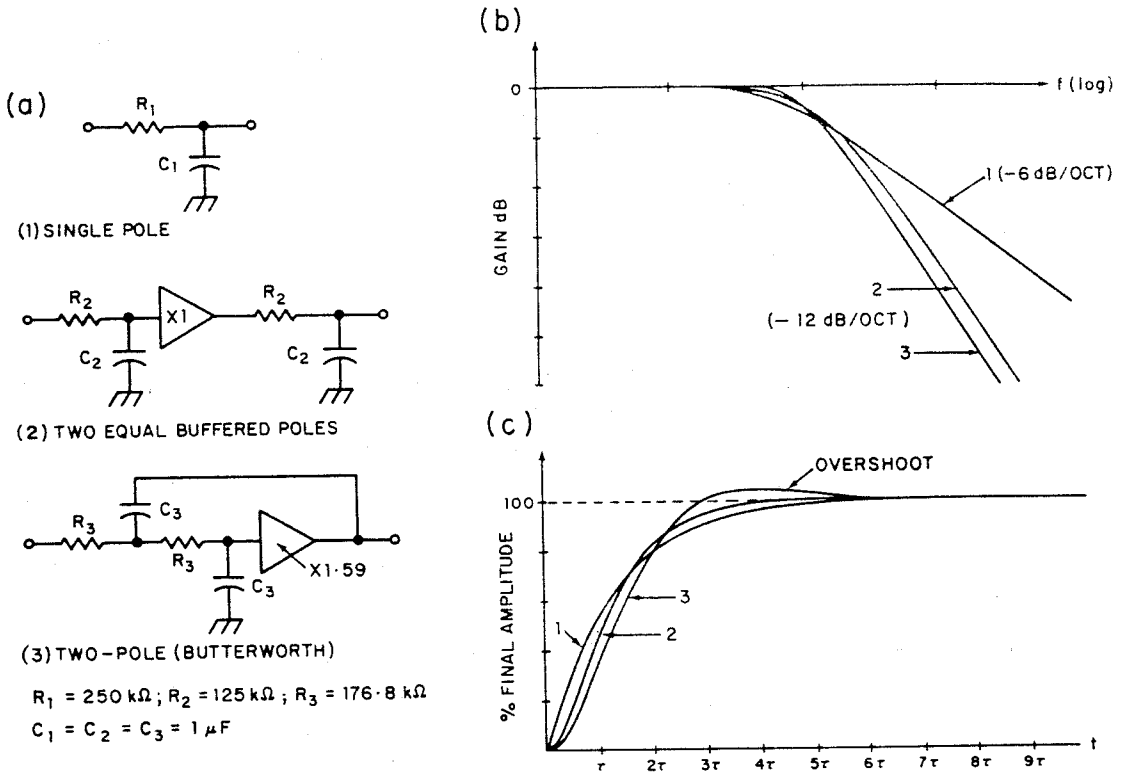 (a)
R1
C1
(1) SINGLE POLE
R2
X1
R2
C2
C2
(2) TWO EQUAL BUFFERED POLES
C3
R3
R3
X1·59
C3
(3) TWO-POLE (BUTTERWORTH)
R1 = 250 kΩ; R2 = 125 kΩ; R3 = 176·8 kΩ
C1 = C2 = C3 = 1 μF
(b)
0
f (log)
GAIN dB
1 (-6 dB/OCT)
2
(-12 dB/OCT)
3
(c)
OVERSHOOT
100
% FINAL AMPLITUDE
1
3
2
t
τ 2τ 3τ 4τ 5τ 6τ 7τ 8τ 9τ